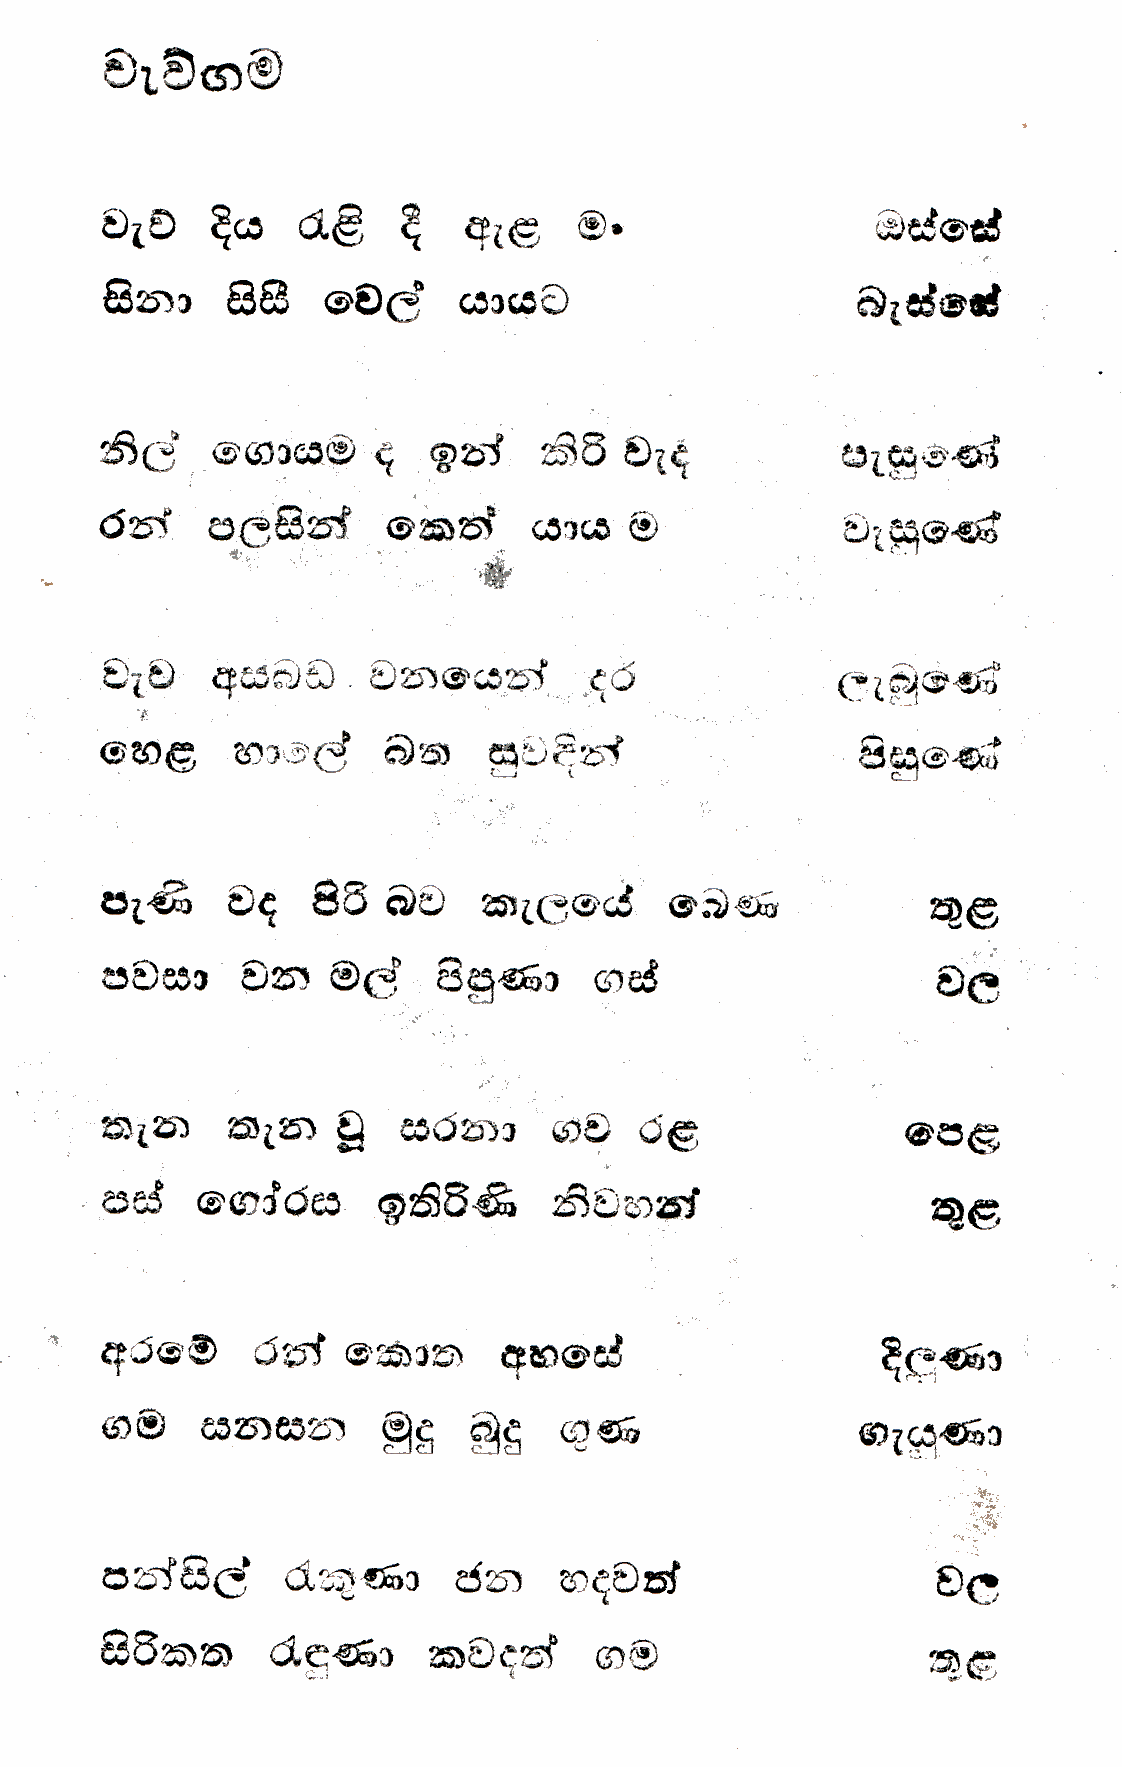 වැව්ගම
වැව් දිය රැළි දී ඇළ මං ඔස්සේ
සිනා සිසී වෙල් යායට බැස්සේ
නිල් ගොයම ද ඉන් කිරි වැද පැසුණේ
රන් පලසින් කෙත් යාය ම වැසුණේ
වැව අසබඩ වනයෙන් දර ලැබුණේ
හෙළ හාලේ බත සුවඳින් පිසුණේ
පැණි වද පිරි බව කැලයේ බෙණ තුළ
පවසා වන මල් පිපුණා ගස් වල
තැන තැන වූ සරනා ගව රළ පෙළ
පස් ගෝරස ඉතිරිණි නිවහන් තුළ
අරමේ රන් කොත අහසේ දිලුණා
ගම සනසන මුදු බුදු ගුණ ගැයුණා
පන්සිල් රැකුණා ජන හදවත් වල
සිරිකත රැඳුණා කවදත් ගම තුළ